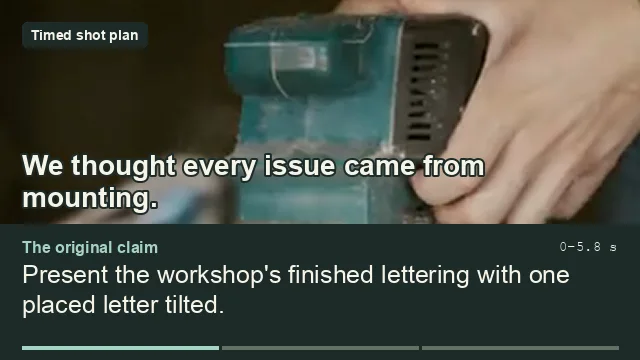 Timed shot plan
We thought every issue came from
mounting.
The original claim
0–5.8 s
Present the workshop's finished lettering with one
placed letter tilted.